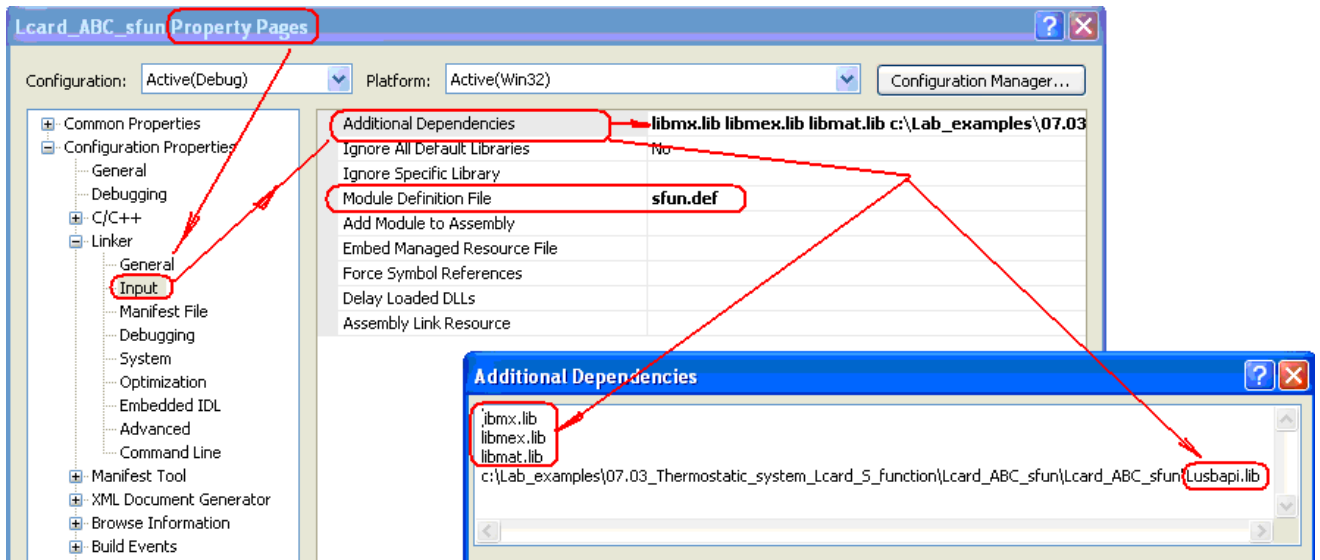 Lcard_ABC_sfun Property Pages
Configuration: Active(Debug) Platform: Active(Win32) Configuration Manager...
Common Properties
Configuration Properties
General
Debugging
C/C++
Linker
General
Input
Manifest File
Debugging
System
Optimization
Embedded IDL
Advanced
Command Line
Manifest Tool
XML Document Generator
Browse Information
Build Events
Additional Dependencies libmx.lib libmex.lib libmat.lib c:\Lab_examples\07.03
Ignore All Default Libraries No
Ignore Specific Library
Module Definition File sfun.def
Add Module to Assembly
Embed Managed Resource File
Force Symbol References
Delay Loaded DLLs
Assembly Link Resource
Additional Dependencies
libmx.lib
libmex.lib
libmat.lib
c:\Lab_examples\07.03_Thermostatic_system_Lcard_S_function\Lcard_ABC_sfun\Lcard_ABC_sfun\Lusbapi.lib